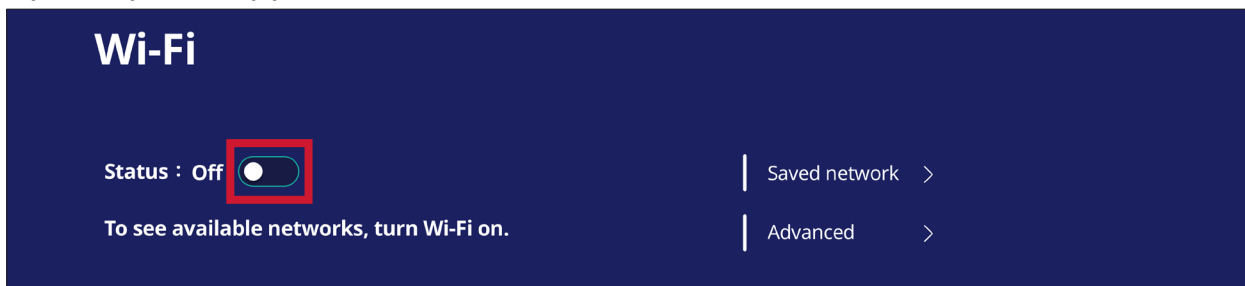 Wi-Fi
Status : Off
To see available networks, turn Wi-Fi on.
Saved network >
Advanced >